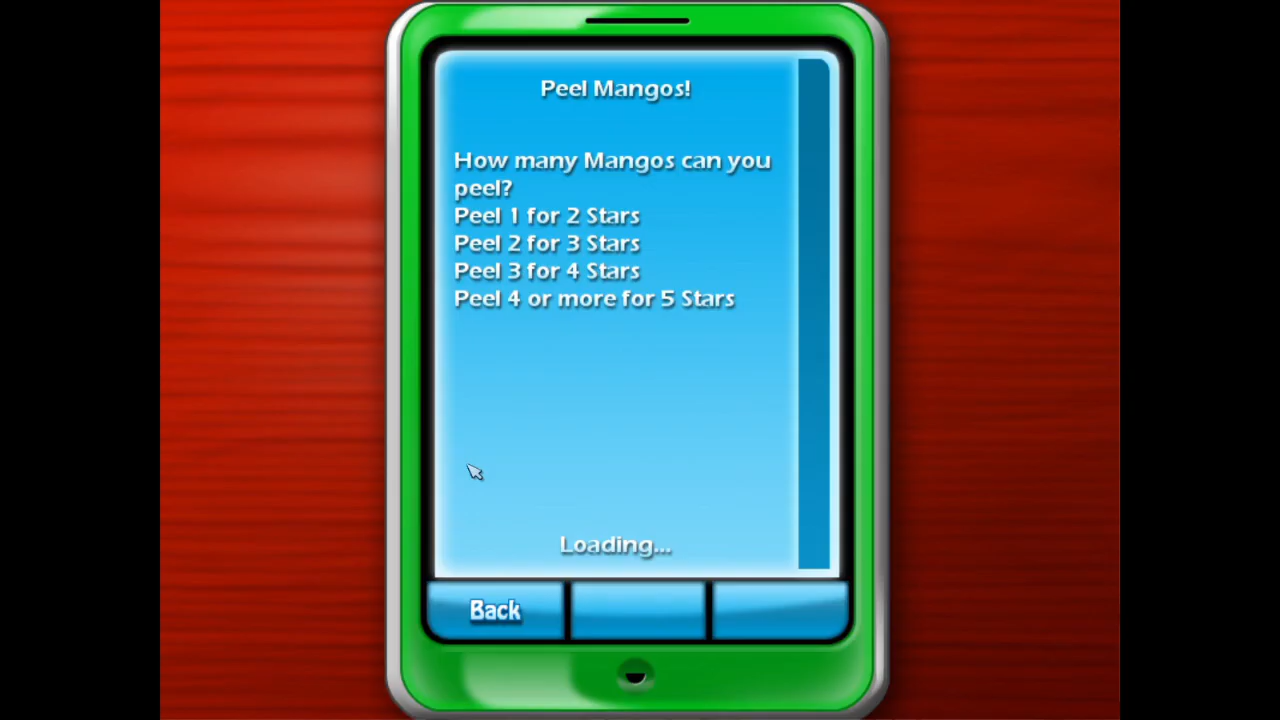 Peel Mangos!
How many Mangos can you
peel?
Peel 1 for 2 Stars
Peel 2 for 3 Stars
Peel 3 for 4 Stars
Peel 4 or more for 5 Stars
Loading...
Back